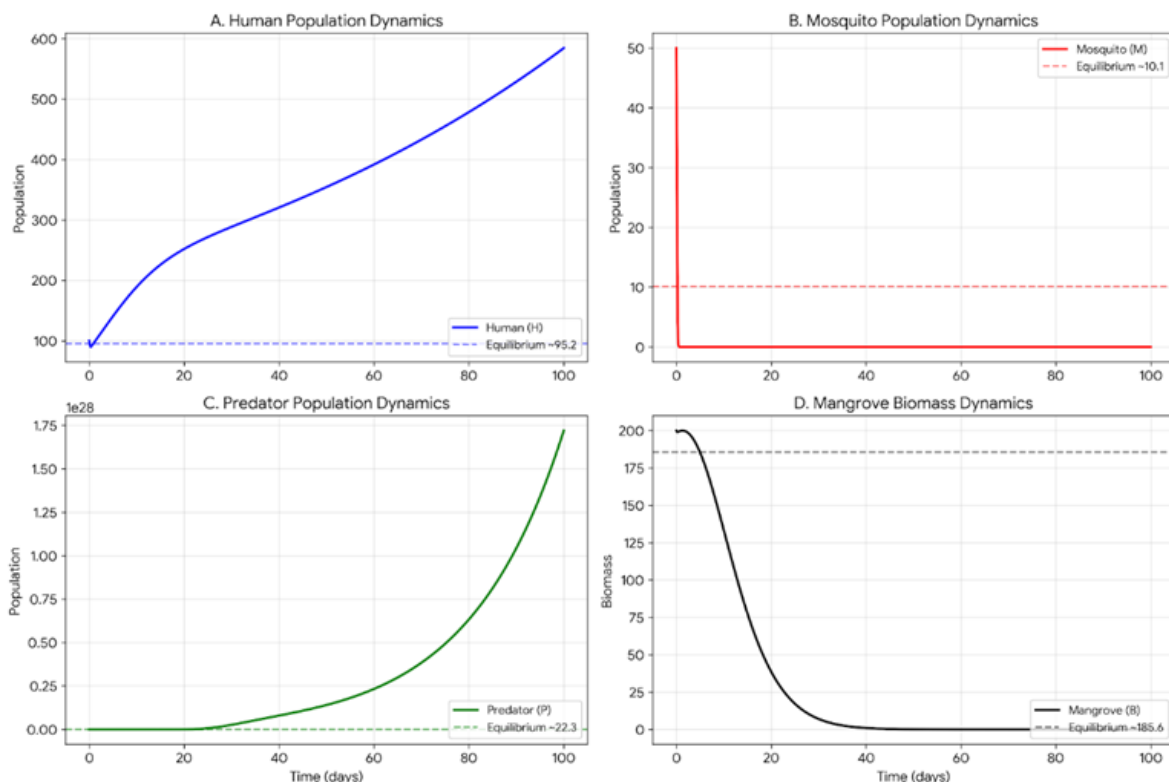 A. Human Population Dynamics
600
500
400
300
200
100
Population
0 20 40 60 80 100
Human (H)
Equilibrium ~95.2
B. Mosquito Population Dynamics
50
40
30
20
10
0
Population
0 20 40 60 80 100
Mosquito (M)
Equilibrium ~10.1
C. Predator Population Dynamics
1e28
1.75
1.50
1.25
1.00
0.75
0.50
0.25
0.00
Population
0 20 40 60 80 100
Time (days)
Predator (P)
Equilibrium ~22.3
D. Mangrove Biomass Dynamics
200
175
150
125
100
75
50
25
0
Biomass
0 20 40 60 80 100
Time (days)
Mangrove (B)
Equilibrium ~185.6